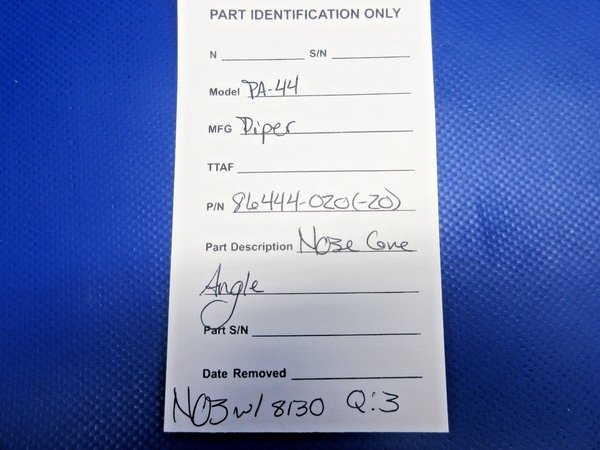 PART IDENTIFICATION ONLY
N S/N
Model PA-44
MFG Piper
TTAF
P/N 86444-020(-20)
Part Description Nose Cone
Angle
Part S/N
Date Removed
NOS w/ 8130 Q:3